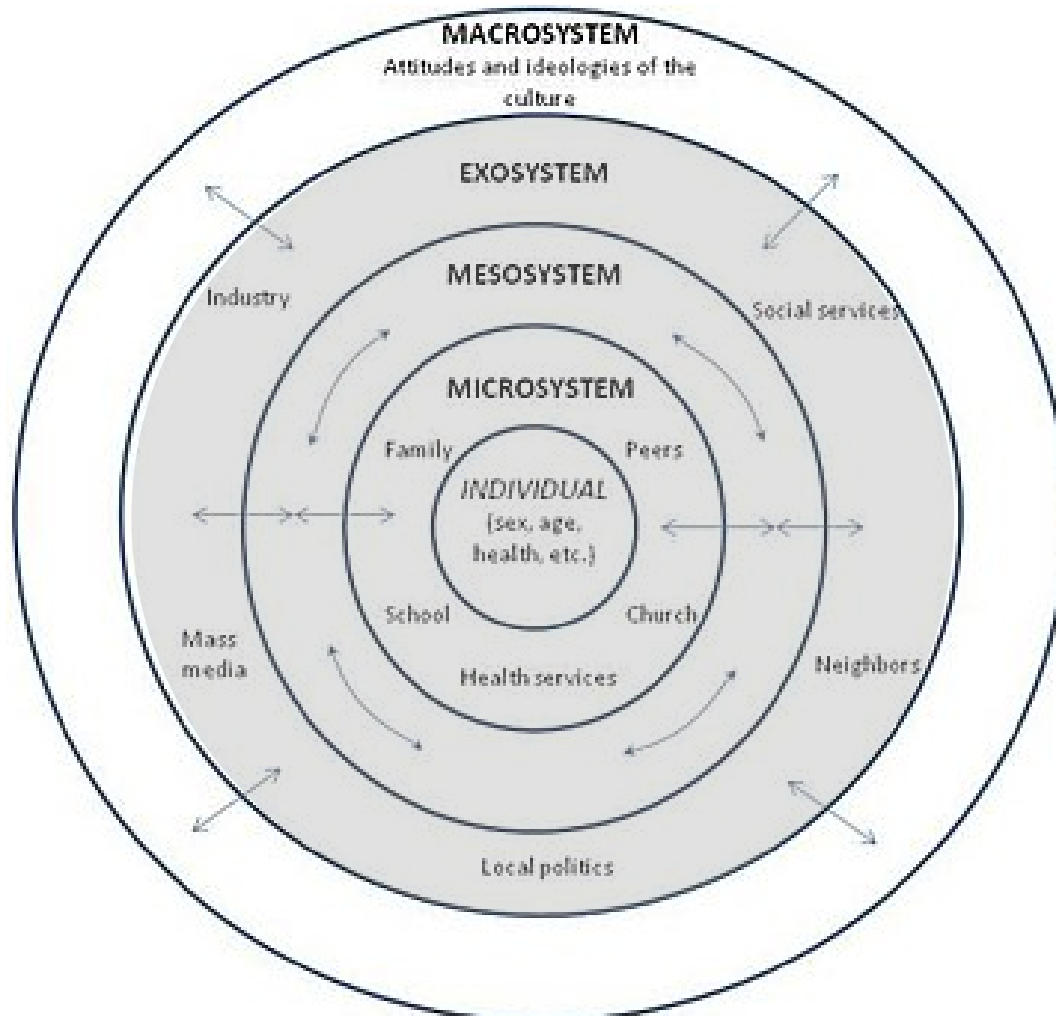 MACROSYSTEM
Attitudes and ideologies of the
culture
EXOSYSTEM
MESOSYSTEM
Industry
Social services
MICROSYSTEM
Family
Peers
INDIVIDUAL
(sex, age,
health, etc.)
School
Church
Mass
media
Neighbors
Health services
Local politics